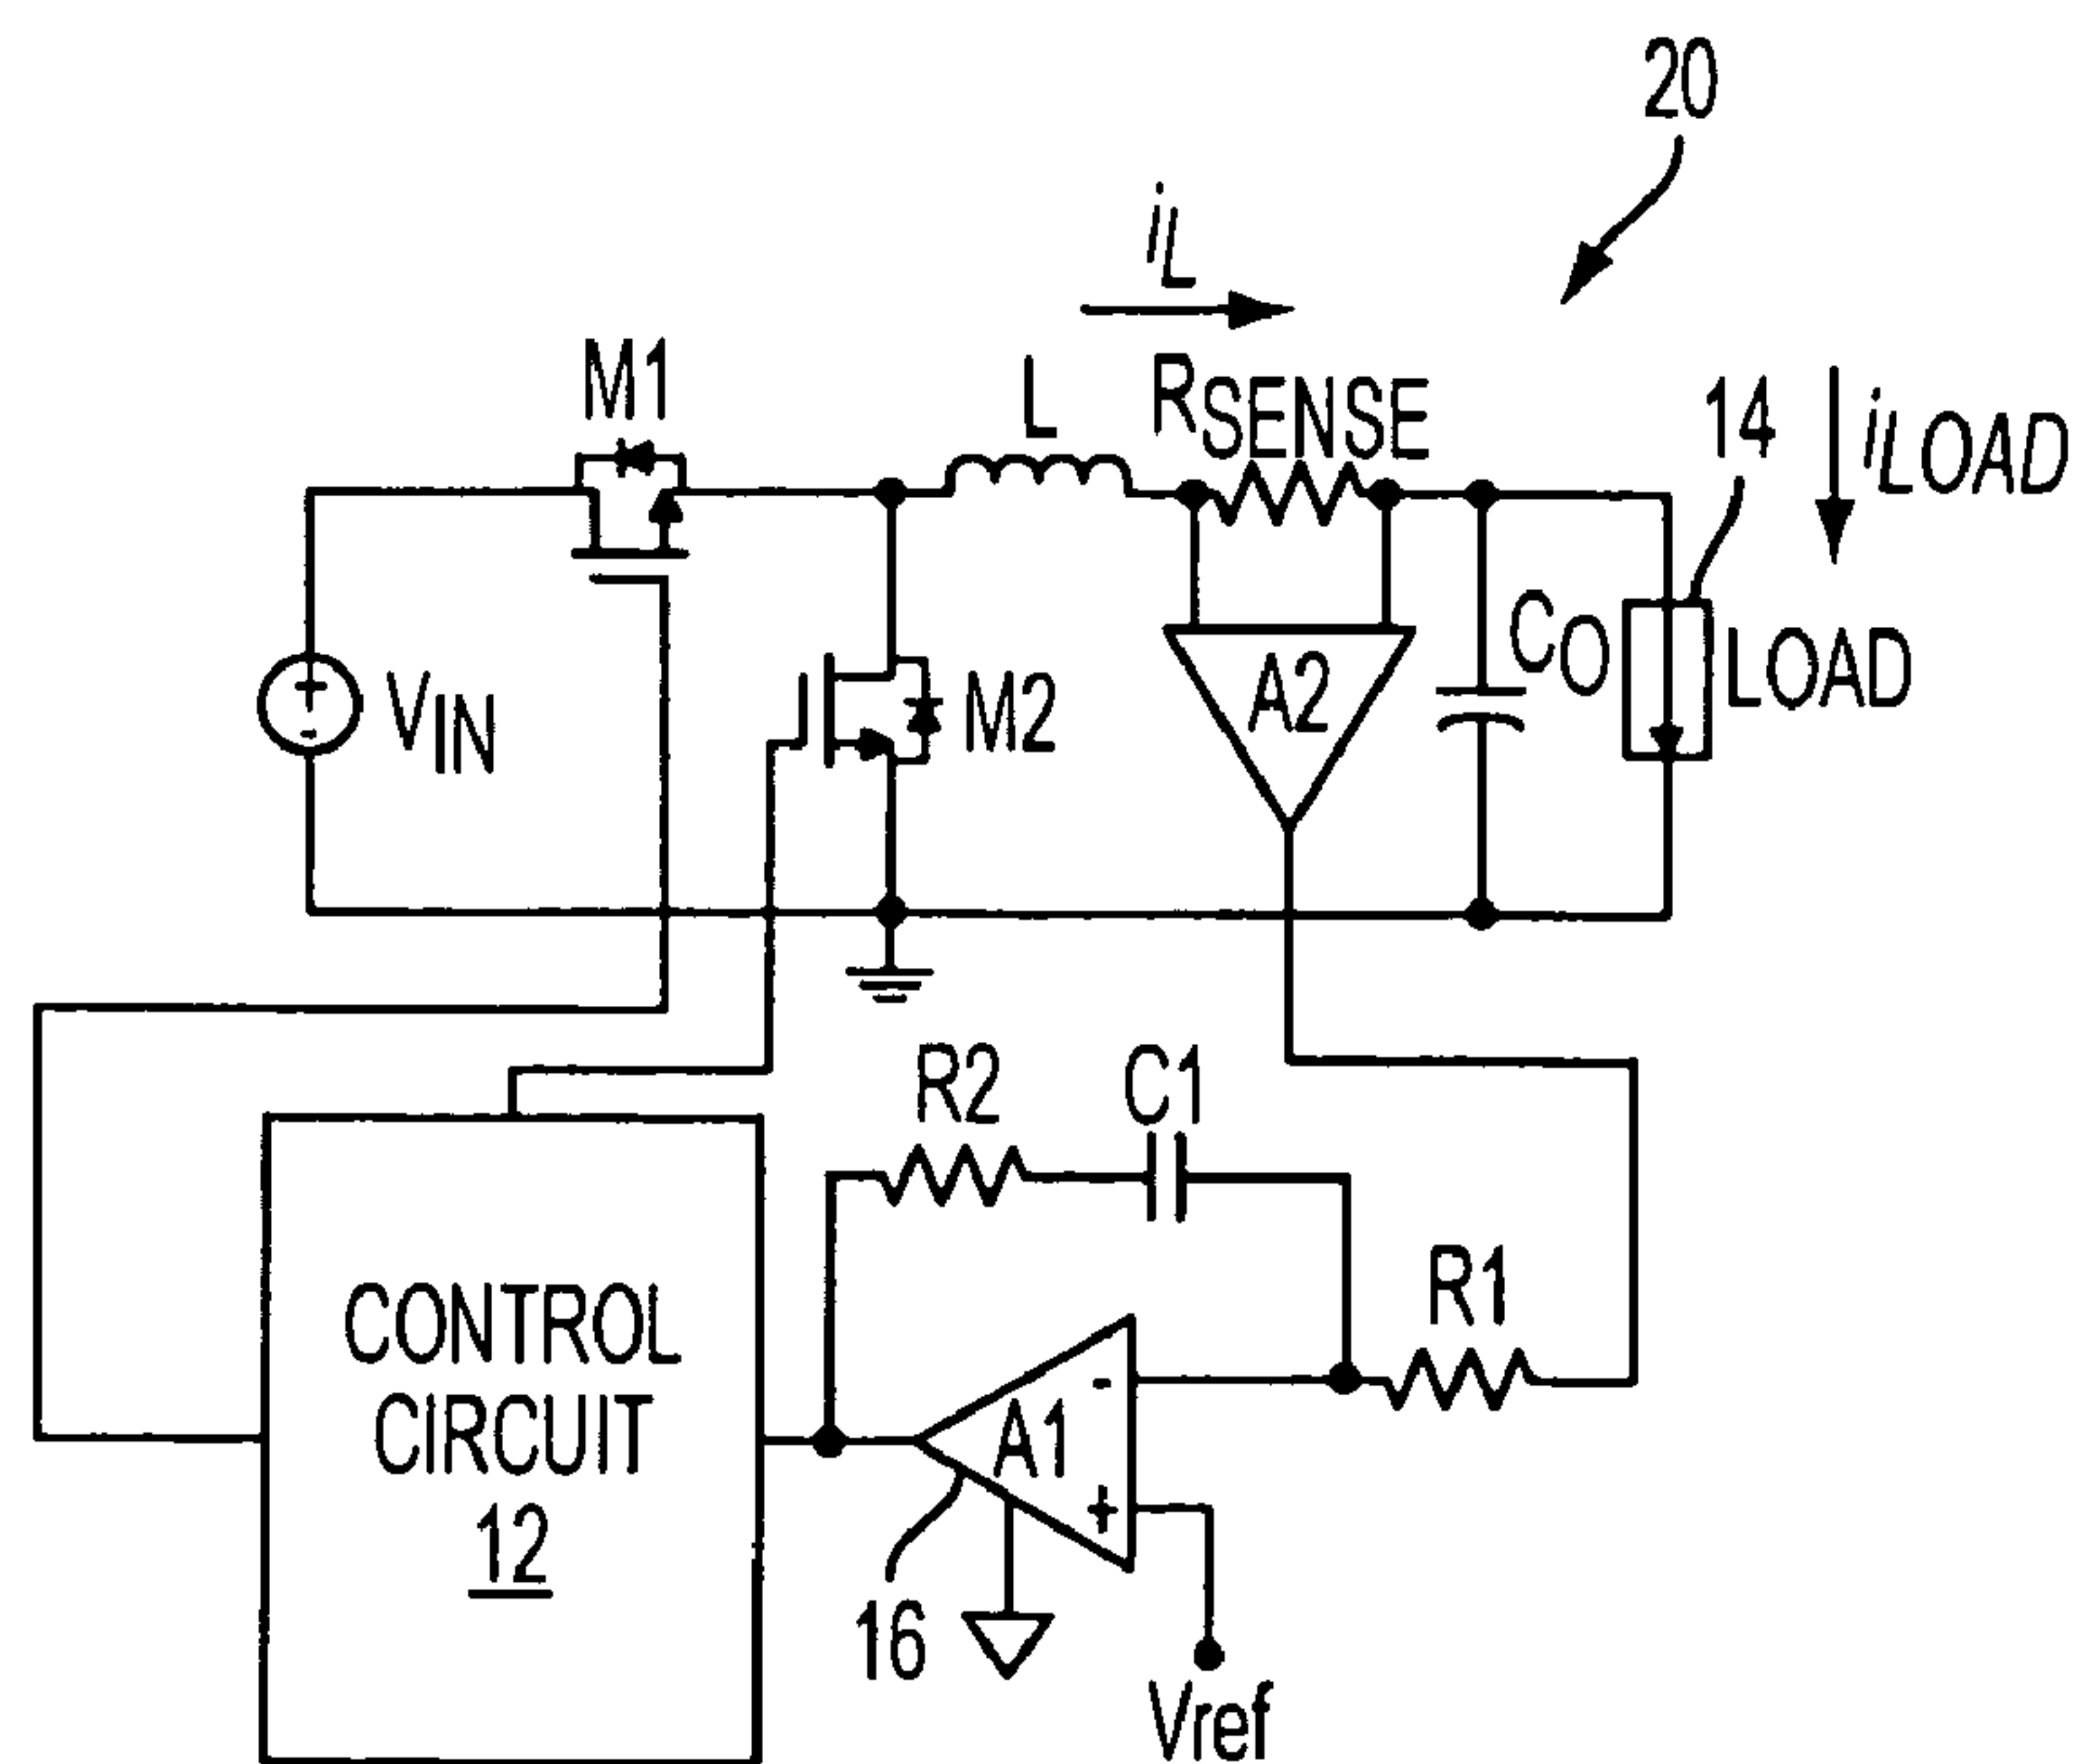 20
iL
M1
L
RSENSE
14
iLOAD
+
-
VIN
M2
A2
CO
LOAD
R2
C1
R1
CONTROL
CIRCUIT
12
-
A1
+
16
Vref